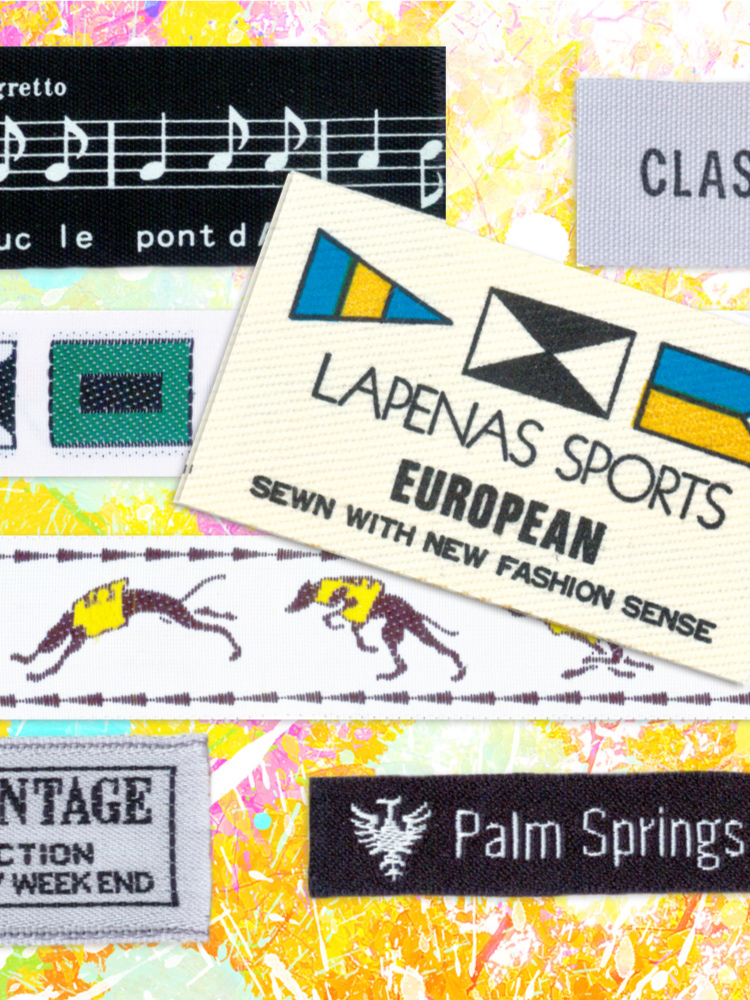 gretto
uc le pont d'A
CLAS
LAPENAS SPORTS
EUROPEAN
SEWN WITH NEW FASHION SENSE
NTAGE
CTION
WEEK END
Palm Springs